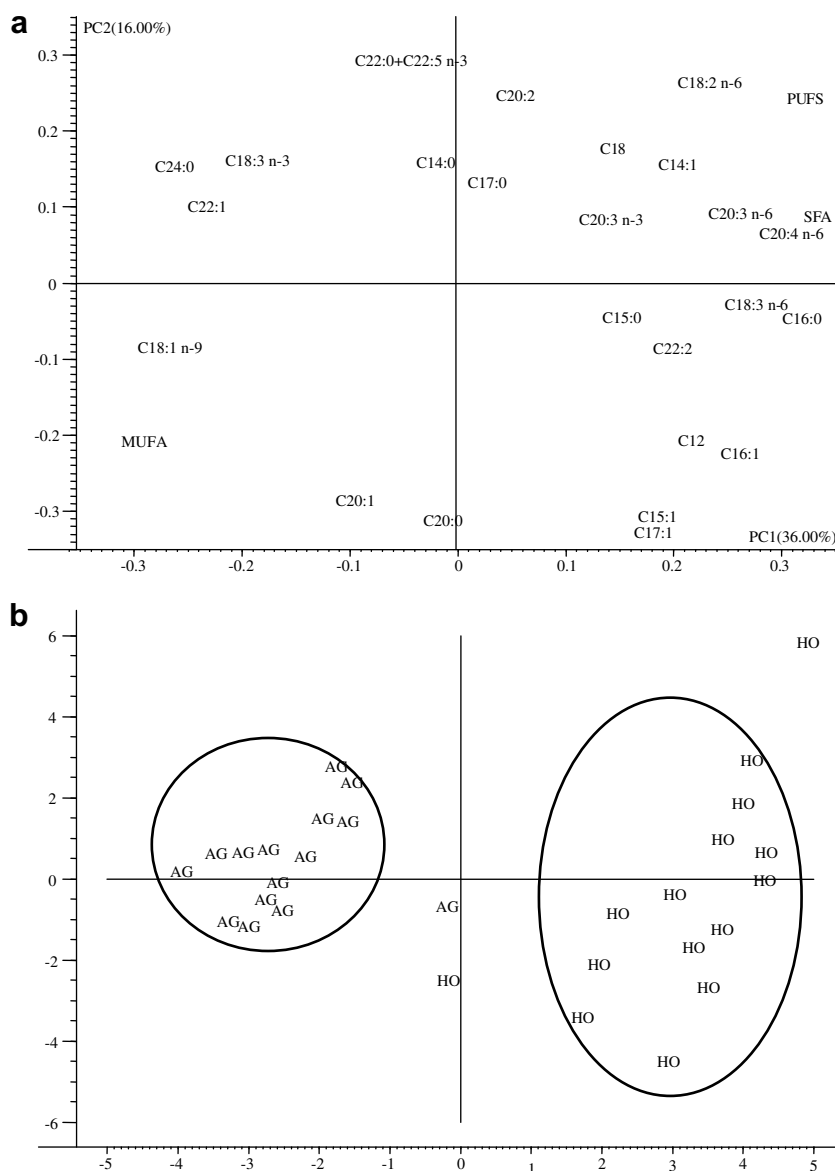 a
PC2(16.00%)
0.3
C22:0+C22:5 n-3
C18:2 n-6
C20:2
PUFS
0.2
C18
C24:0
C18:3 n-3
C14:0
C14:1
C17:0
0.1
C22:1
C20:3 n-3
C20:3 n-6
SFA
C20:4 n-6
0
C18:3 n-6
C15:0
C16:0
-0.1
C18:1 n-9
C22:2
-0.2
MUFA
C12
C16:1
-0.3
C20:1
C20:0
C15:1
C17:1
PC1(36.00%)
-0.3 -0.2 -0.1 0 0.1 0.2 0.3
b
6
HO
4
AG
HO
AG
2
HO
AG AG
HO
AG AG AG AG
HO
AG
0
AG
HO
AG
HO
AG
AG
HO
AG AG
HO
HO
-2
HO
HO
HO
HO
-4
HO
-6
-5 -4 -3 -2 -1 0 1 2 3 4 5